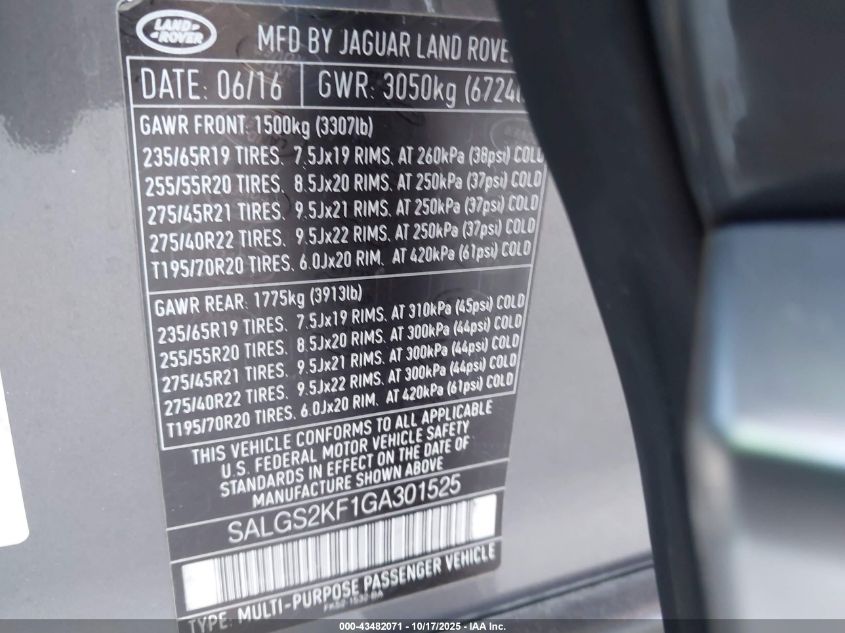 LAND
ROVER
MFD BY JAGUAR LAND ROVE
DATE: 06/16 GWR: 3050kg (6724l
GAWR FRONT 1500kg (3307lb)
235/65R19 TIRES. 7.5Jx19 RIMS. AT 260kPa (38psi) COLD
255/55R20 TIRES. 8.5Jx20 RIMS. AT 250kPa (37psi) COLD
275/45R21 TIRES. 9.5Jx21 RIMS. AT 250kPa (37psi) COLD
275/40R22 TIRES. 9.5Jx22 RIMS. AT 250kPa (37psi) COLD
T195/70R20 TIRES. 6.0Jx20 RIM. AT 420kPa (61psi) COLD
GAWR REAR: 1775kg (3913lb)
235/65R19 TIRES. 7.5Jx19 RIMS. AT 310kPa (45psi) COLD
255/55R20 TIRES. 8.5Jx20 RIMS. AT 300kPa (44psi) COLD
275/45R21 TIRES. 9.5Jx21 RIMS. AT 300kPa (44psi) COLD
275/40R22 TIRES. 9.5Jx22 RIMS. AT 300kPa (44psi) COLD
T195/70R20 TIRES. 6.0Jx20 RIM. AT 420kPa (61psi) COLD
THIS VEHICLE CONFORMS TO ALL APPLICABLE
U.S. FEDERAL MOTOR VEHICLE SAFETY
STANDARDS IN EFFECT ON THE DATE OF
MANUFACTURE SHOWN ABOVE
SALGS2KF1GA301525
TYPE: MULTI-PURPOSE PASSENGER VEHICLE
000-43482071 - 10/17/2025 - IAA Inc.